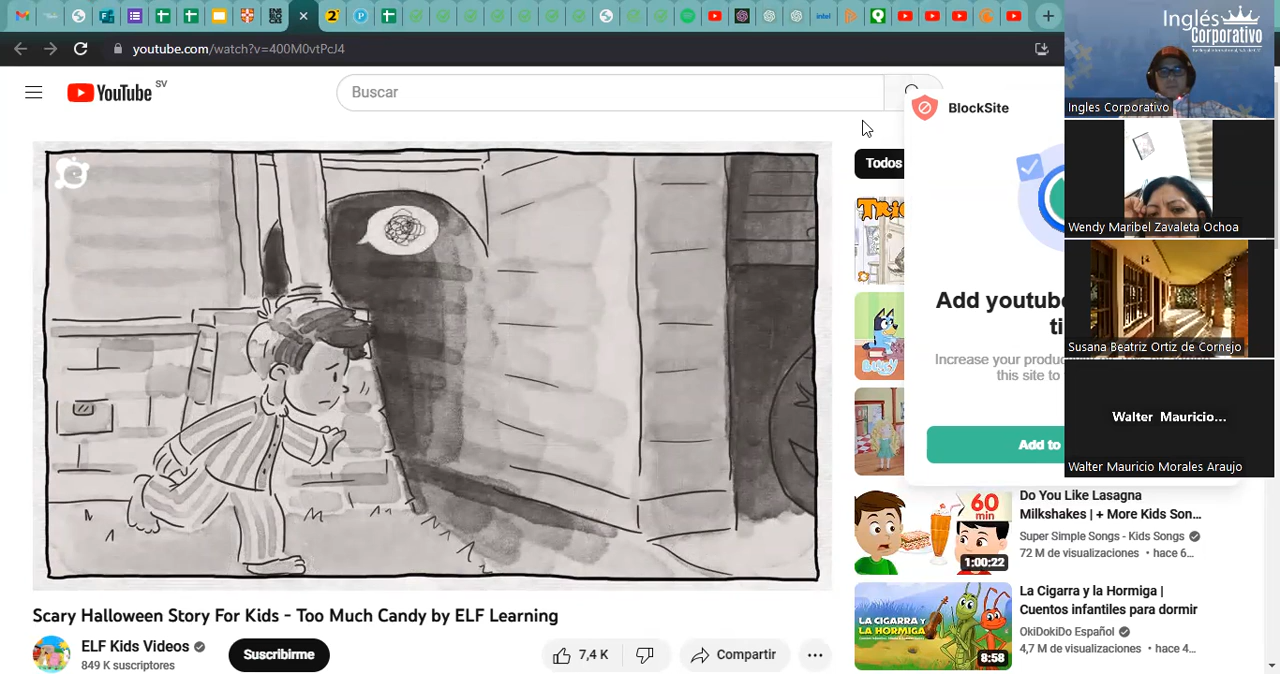 youtube.com/watch?v=400M0vtPcJ4
YouTube SV
Buscar
BlockSite
Todos
Add youtube
ti
Increase your produc
this site to
Add to
Inglés
Corporativo
Ingles Corporativo
Wendy Maribel Zavaleta Ochoa
Susana Beatriz Ortiz de Cornejo
Walter Mauricio...
Walter Mauricio Morales Araujo
60
min
1:00:22
Do You Like Lasagna
Milkshakes | + More Kids Son...
Super Simple Songs - Kids Songs
72 M de visualizaciones • hace 6...
LA CIGARRA y
LA HORMIGA
8:58
La Cigarra y la Hormiga |
Cuentos infantiles para dormir
OkiDokiDo Español
4,7 M de visualizaciones • hace 4...
Scary Halloween Story For Kids - Too Much Candy by ELF Learning
ELF Kids Videos
849 K suscriptores
Suscribirme
7,4 K
Compartir